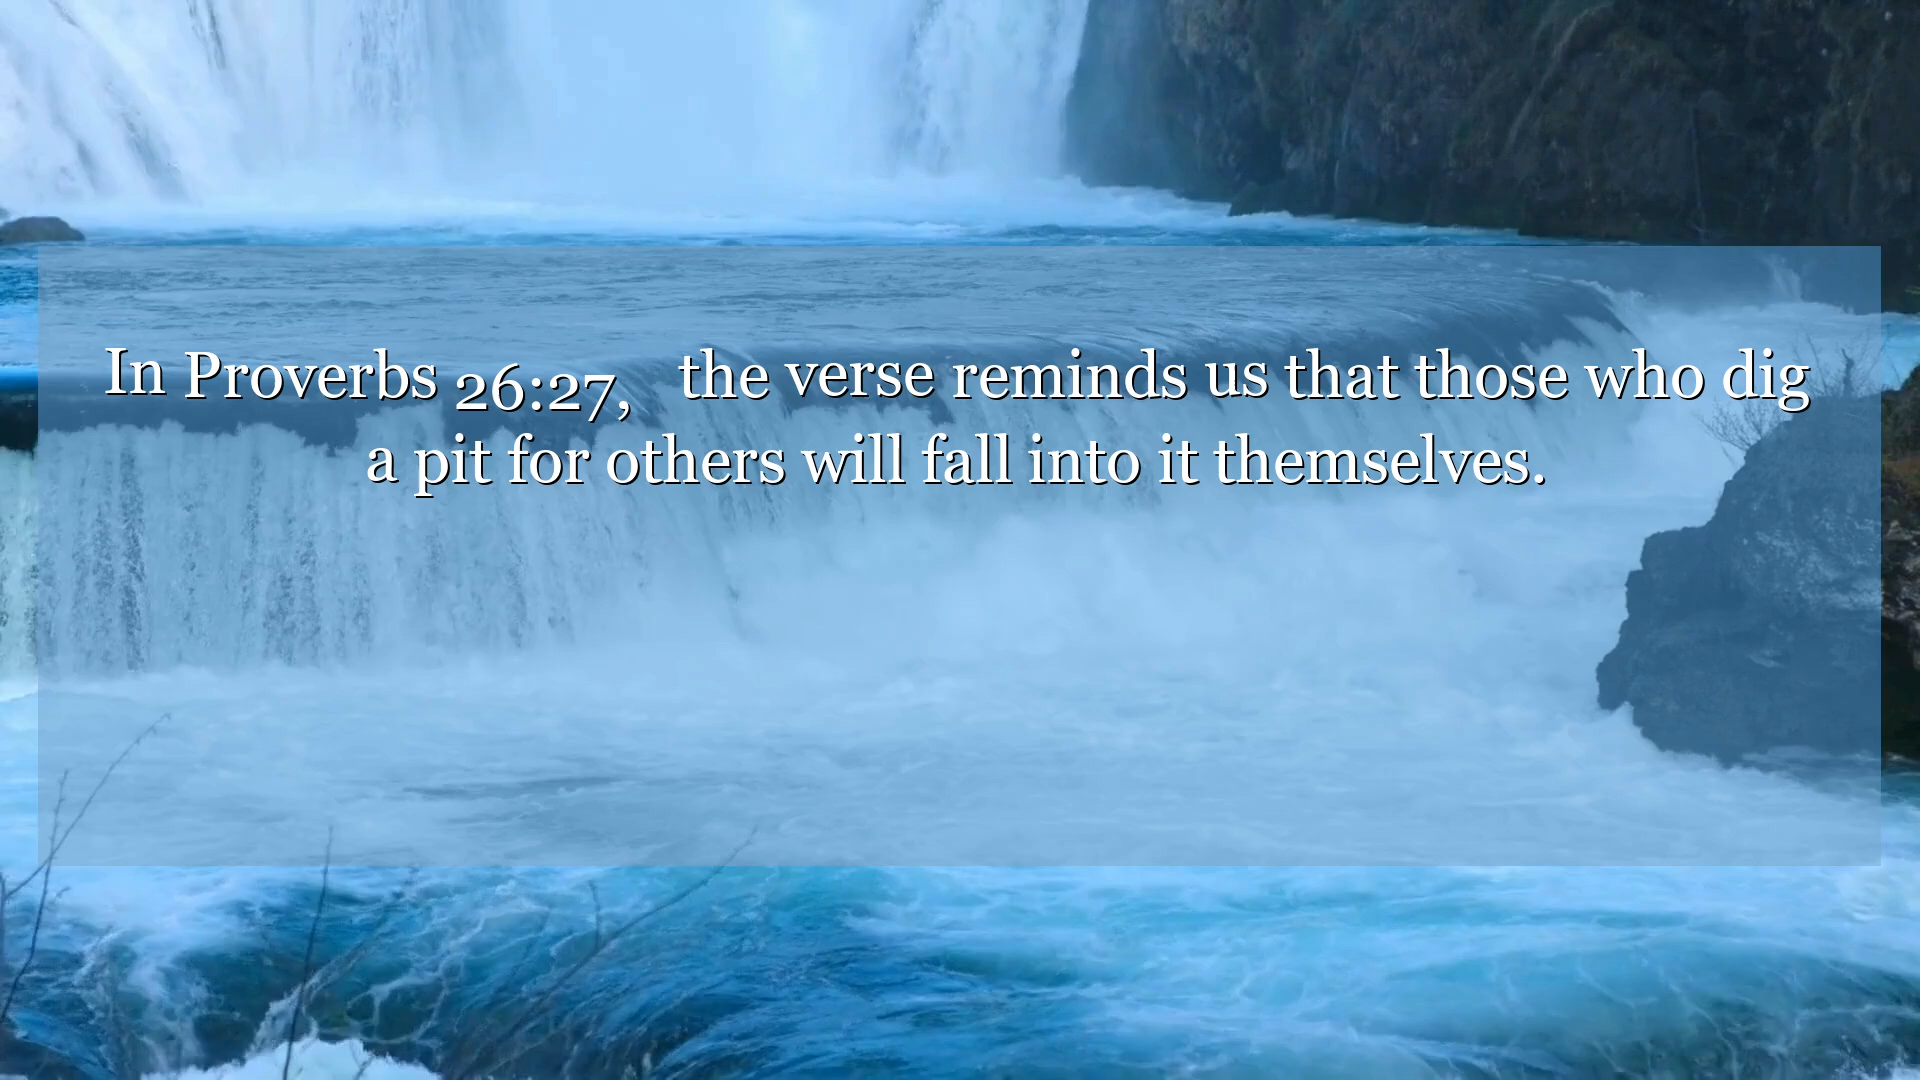 In Proverbs 26:27, the verse reminds us that those who dig
a pit for others will fall into it themselves.